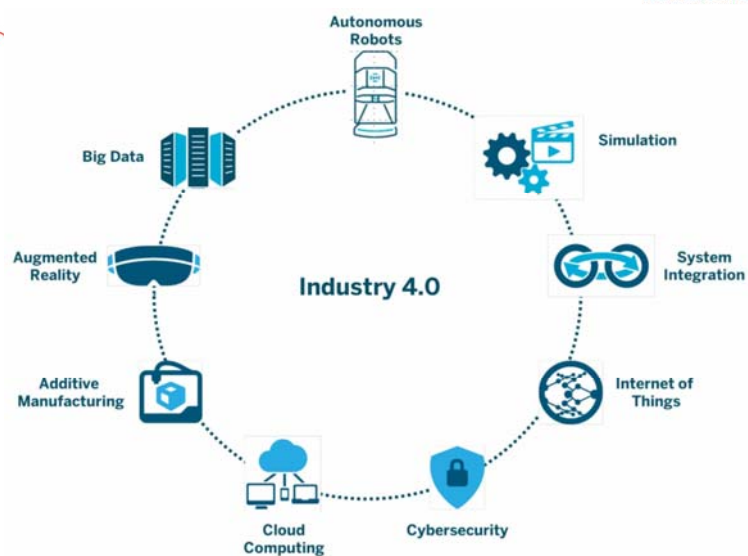 Autonomous
Robots
Simulation
System
Integration
Internet of
Things
Cybersecurity
Cloud
Computing
Additive
Manufacturing
Augmented
Reality
Big Data
Industry 4.0